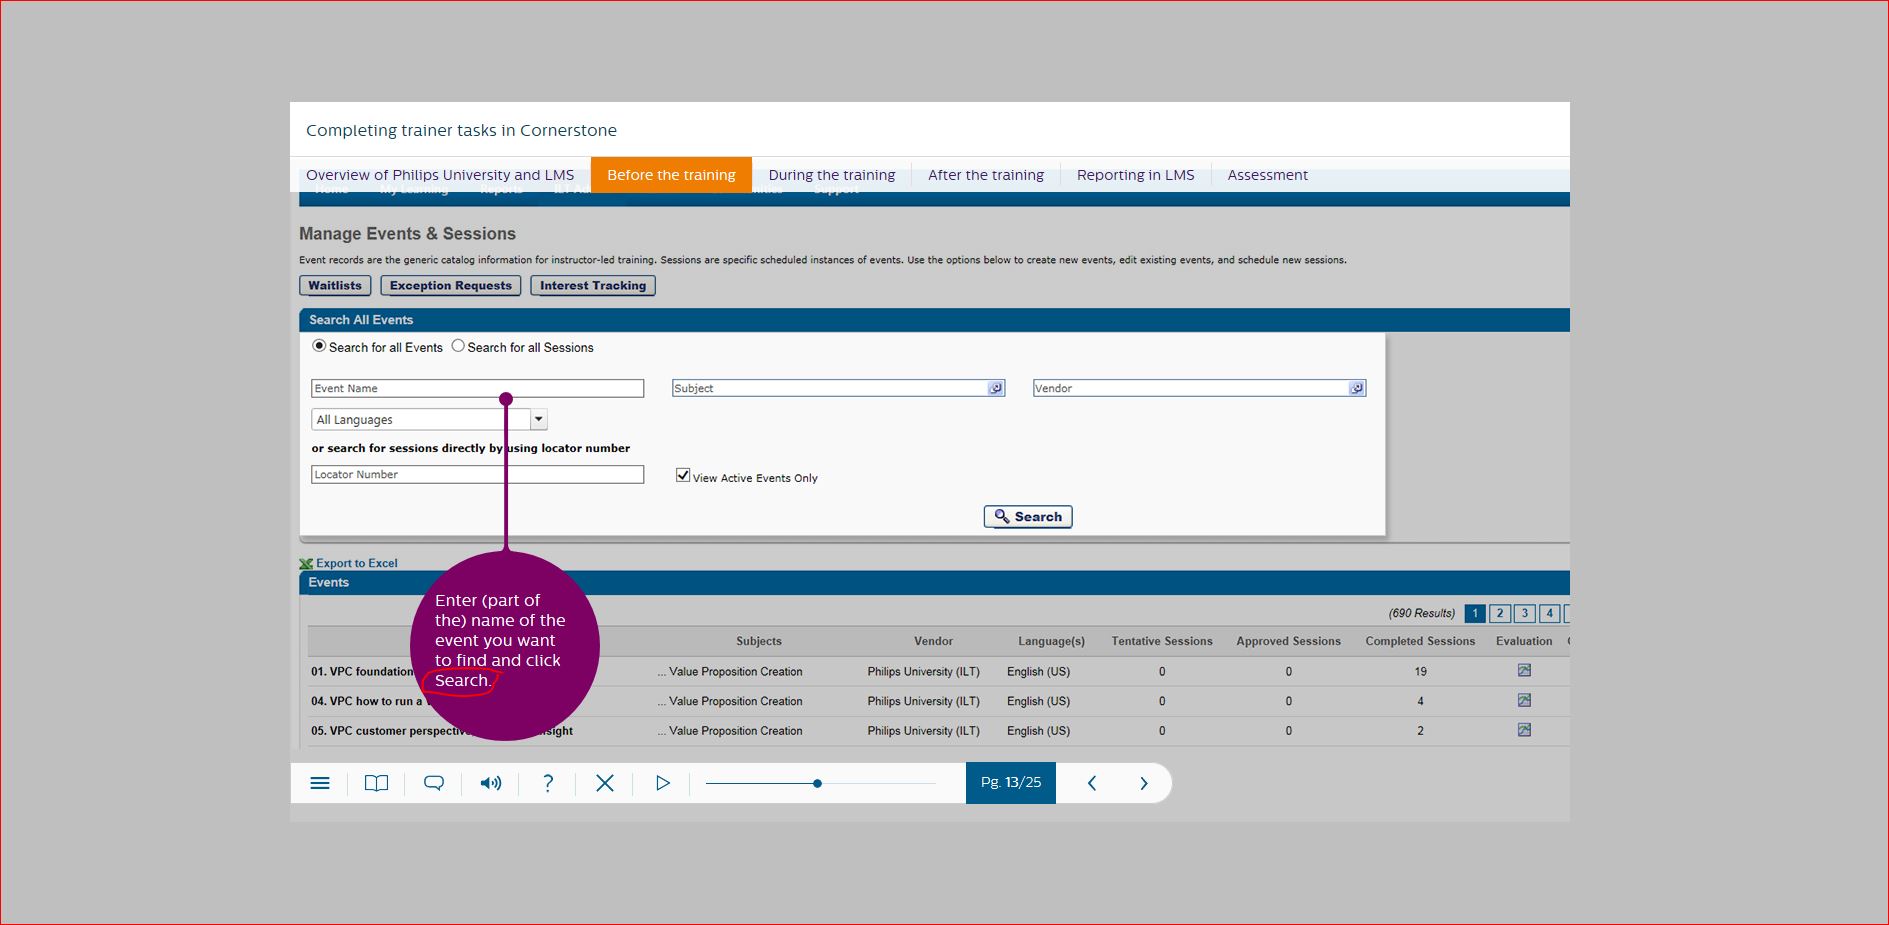 Completing trainer tasks in Cornerstone
Overview of Philips University and LMS Before the training During the training After the training Reporting in LMS Assessment
Home My Learning Reports Support
Manage Events & Sessions
Event records are the generic catalog information for instructor-led training. Sessions are specific scheduled instances of events. Use the options below to create new events, edit existing events, and schedule new sessions.
Waitlists Exception Requests Interest Tracking
Search All Events
Search for all Events Search for all Sessions
Event Name Subject Vendor
All Languages
or search for sessions directly by using locator number
Locator Number View Active Events Only
Search
Export to Excel
Events
Enter (part of
the) name of the
event you want
to find and click
Search.
(690 Results) 1 2 3 4
Subjects Vendor Language(s) Tentative Sessions Approved Sessions Completed Sessions Evaluation
01. VPC foundation ... Value Proposition Creation Philips University (ILT) English (US) 0 0 19
04. VPC how to run a ... Value Proposition Creation Philips University (ILT) English (US) 0 0 4
05. VPC customer ... Value Proposition Creation Philips University (ILT) English (US) 0 0 2
Pg. 13/25